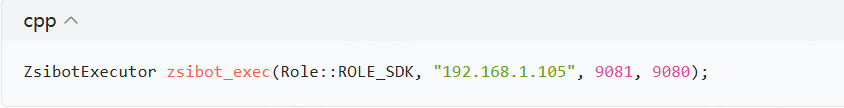 cpp
ZsibotExecutor zsibot_exec(Role::ROLE_SDK, "192.168.1.105", 9081, 9080);